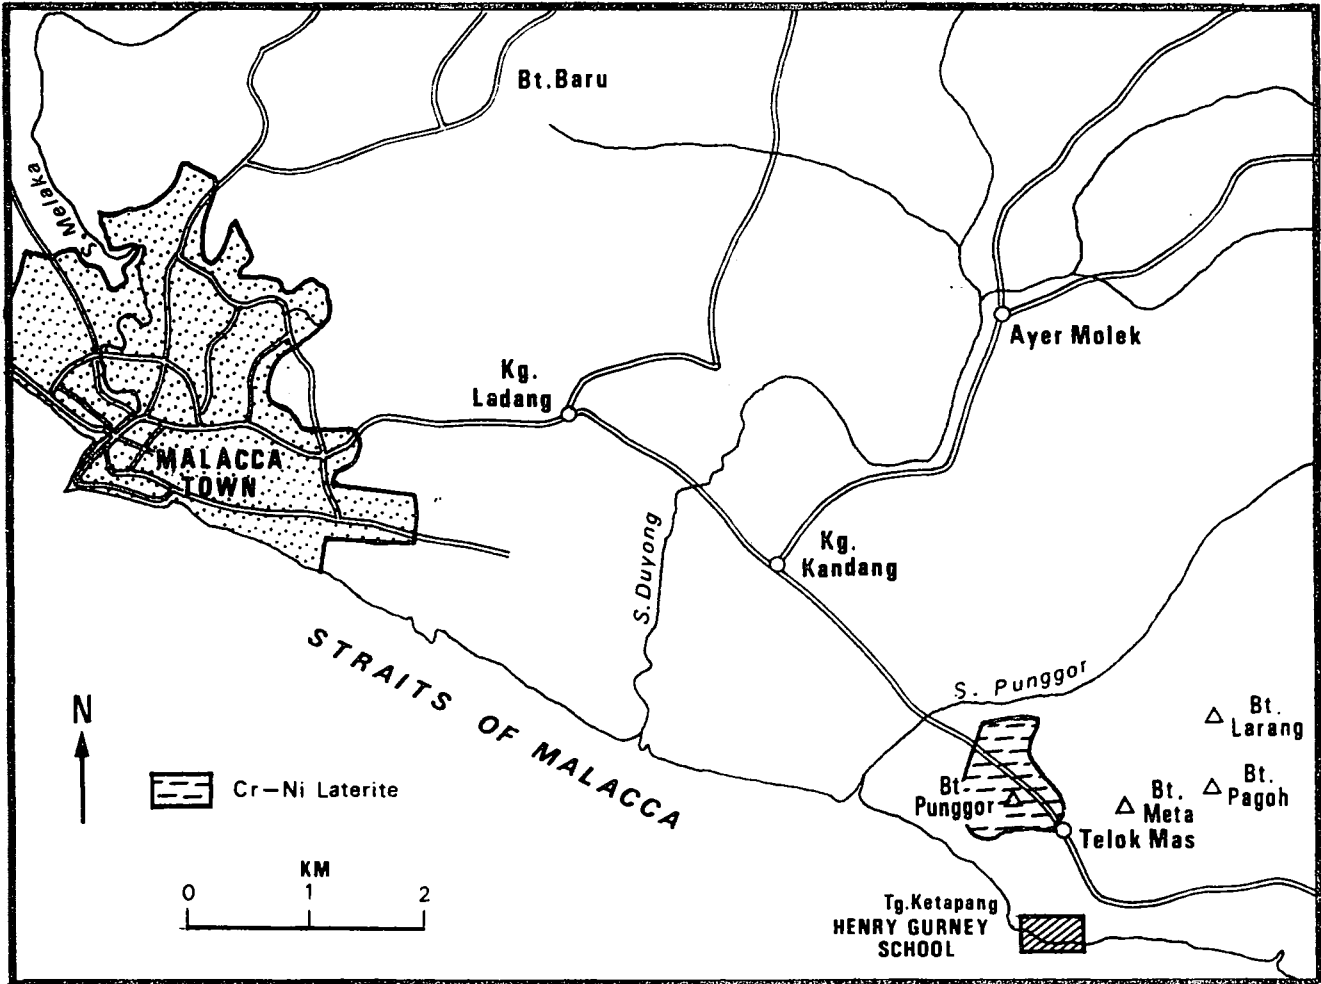 Bt.Baru
S. Melaka
Ayer Molek
Kg.
Ladang
MALACCA
TOWN
S.Duyong
Kg.
Kandang
STRAITS OF MALACCA
S. Punggor
N
Bt.
Larang
Cr-Ni Laterite
Bt
Punggor
Bt.
Meta
Bt.
Pagoh
Telok Mas
KM
0 1 2
Tg.Ketapang
HENRY GURNEY
SCHOOL